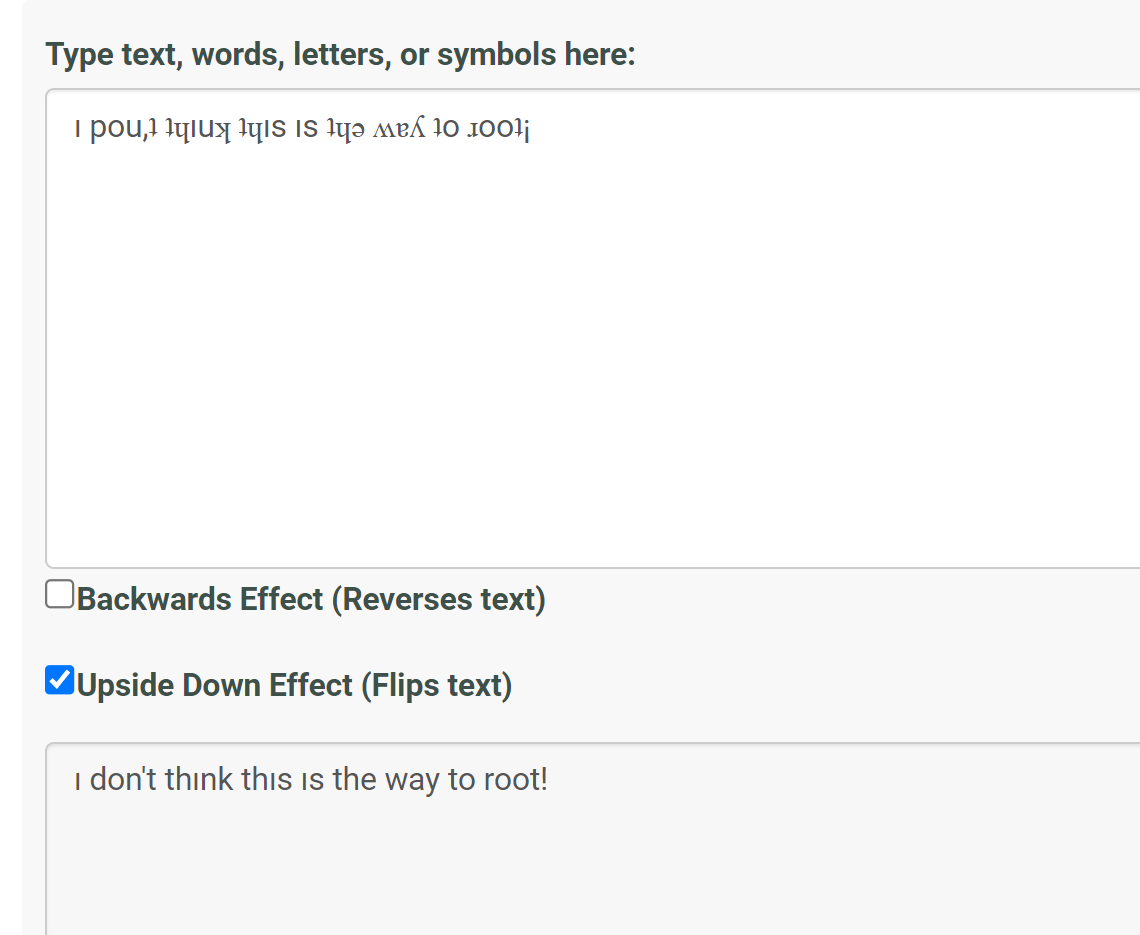 Type text, words, letters, or symbols here:
ı pou,ʇ ʇɥıuʞ ʇɥıs ıs ʇɥǝ ʍɐʎ ʇo ɹooʇ¡
Backwards Effect (Reverses text)
Upside Down Effect (Flips text)
ı don't thınk thıs ıs the way to root!